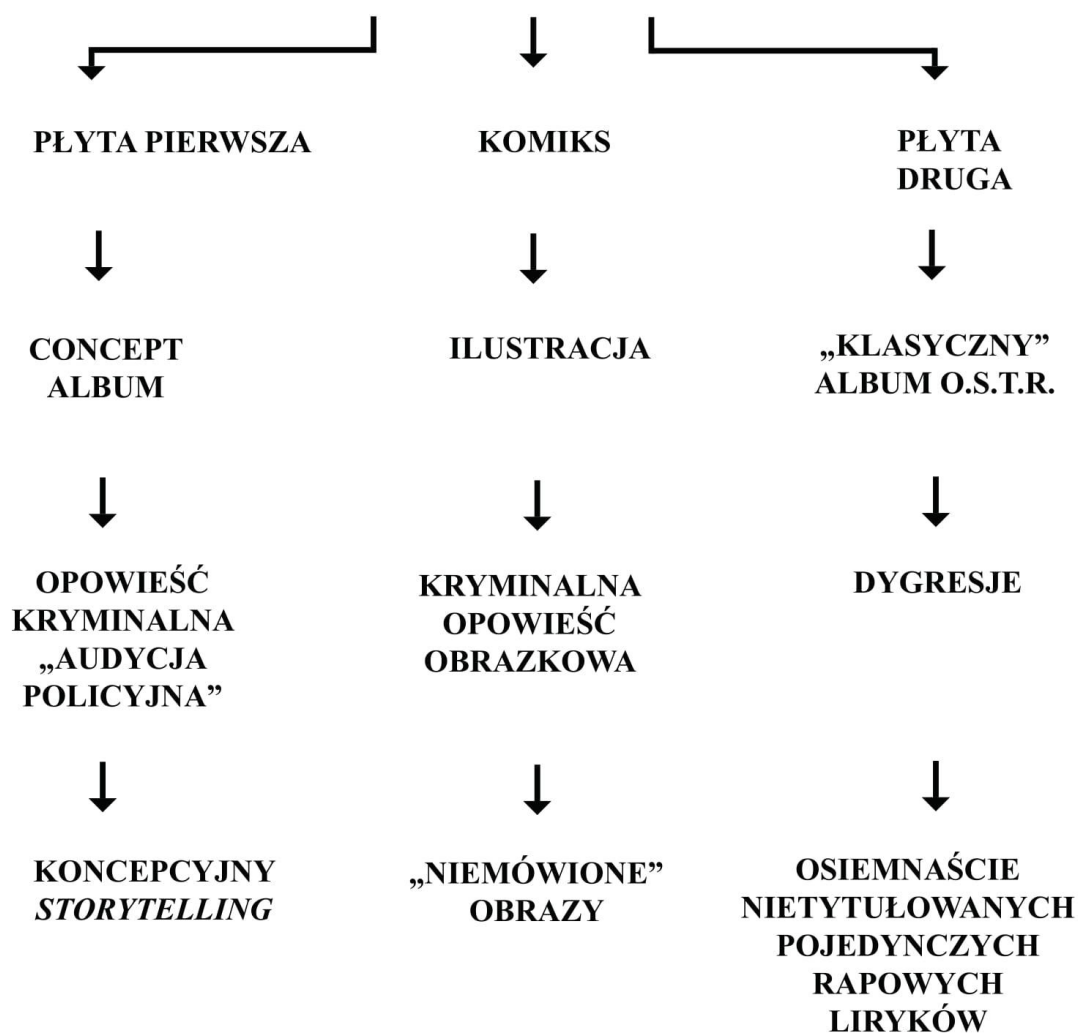 PŁYTA PIERWSZA
KOMIKS
PŁYTA
DRUGA
CONCEPT
ALBUM
ILUSTRACJA
„KLASYCZNY”
ALBUM O.S.T.R.
OPOWIEŚĆ
KRYMINALNA
„AUDYCJA
POLICYJNA”
KRYMINALNA
OPOWIEŚĆ
OBRAZKOWA
DYGRESJE
KONCEPCYJNY
STORYTELLING
„NIEMÓWIONE”
OBRAZY
OSIEMNAŚCIE
NIETYTUŁOWANYCH
POJEDYNCZYCH
RAPOWYCH
LIRYKÓW